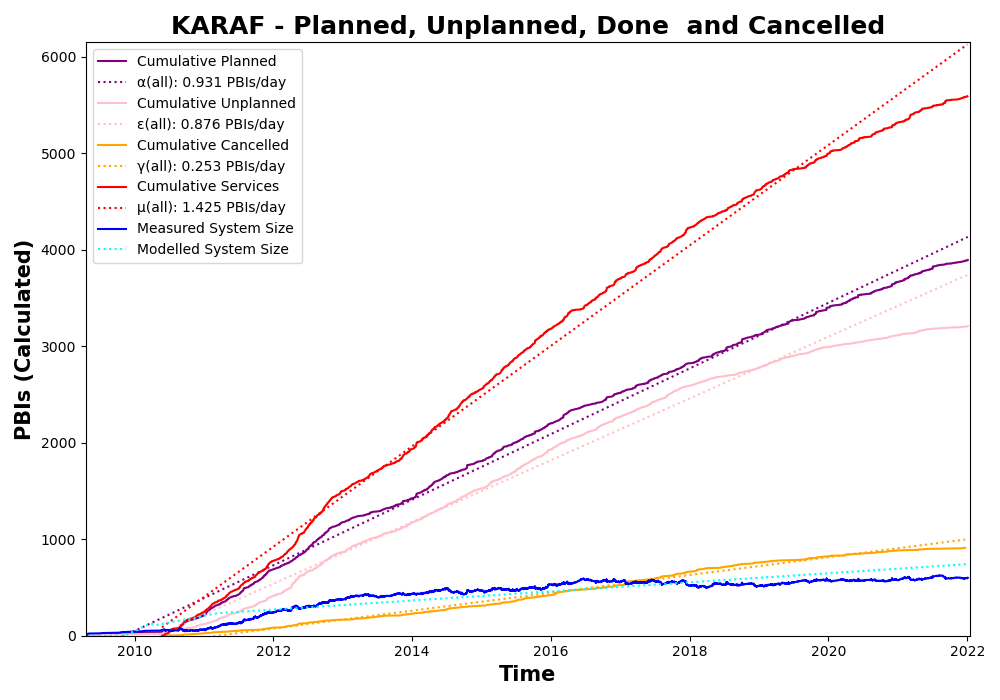 KARAF - Planned, Unplanned, Done  and Cancelled
PBIs (Calculated)
6000
5000
4000
3000
2000
1000
0
Cumulative Planned
α(all): 0.931 PBIs/day
Cumulative Unplanned
ε(all): 0.876 PBIs/day
Cumulative Cancelled
γ(all): 0.253 PBIs/day
Cumulative Services
μ(all): 1.425 PBIs/day
Measured System Size
Modelled System Size
2010 2012 2014 2016 2018 2020 2022
Time